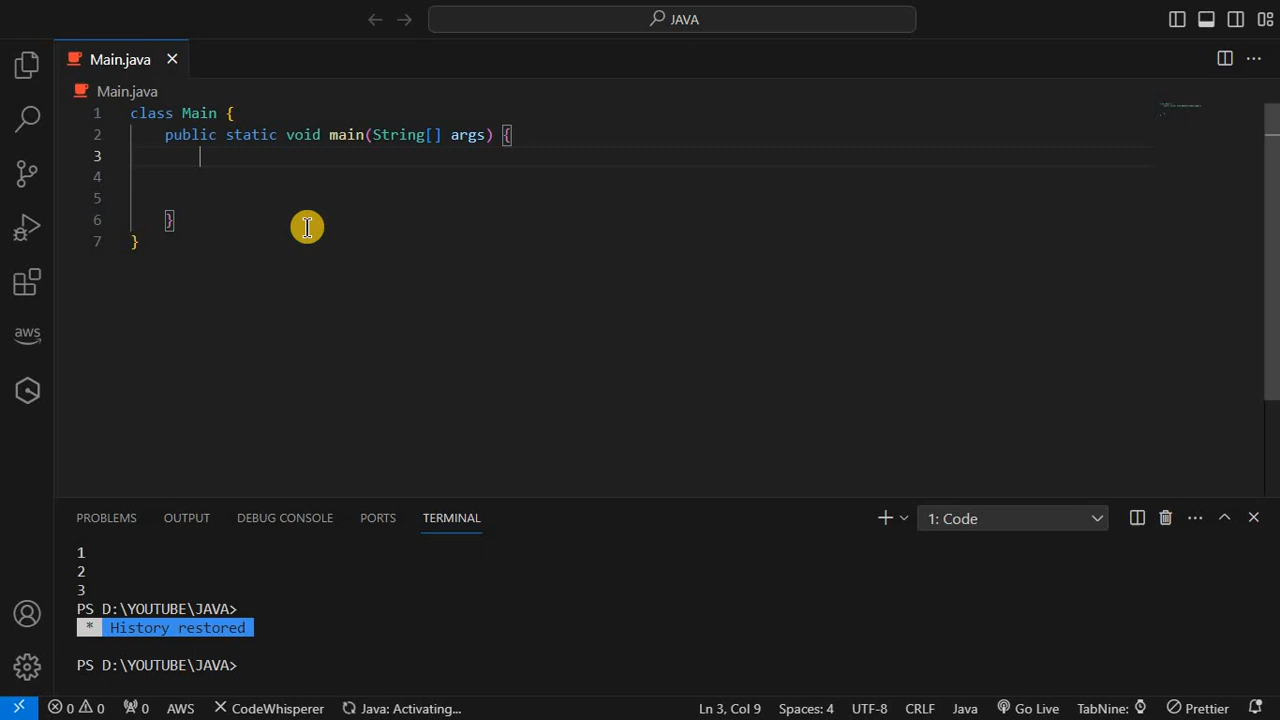 JAVA
Main.java
Main.java
1 class Main {
2 public static void main(String[] args) {
3
4
5
6 }
7 }
aws
PROBLEMS OUTPUT DEBUG CONSOLE PORTS TERMINAL 1: Code
1
2
3
PS D:\YOUTUBE\JAVA>
* History restored
PS D:\YOUTUBE\JAVA>
0 0 0 AWS CodeWhisperer Java: Activating... Ln 3, Col 9 Spaces: 4 UTF-8 CRLF Java Go Live TabNine: Prettier